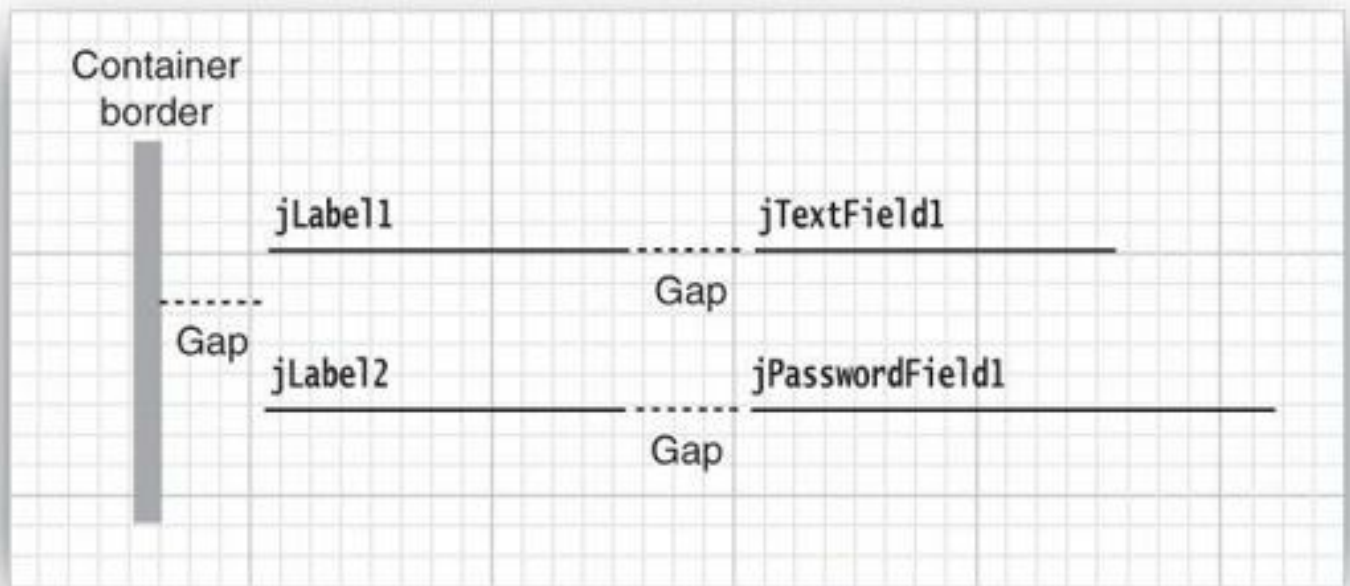 Container
border
jLabel1
jTextField1
Gap
Gap
jLabel2
jPasswordField1
Gap